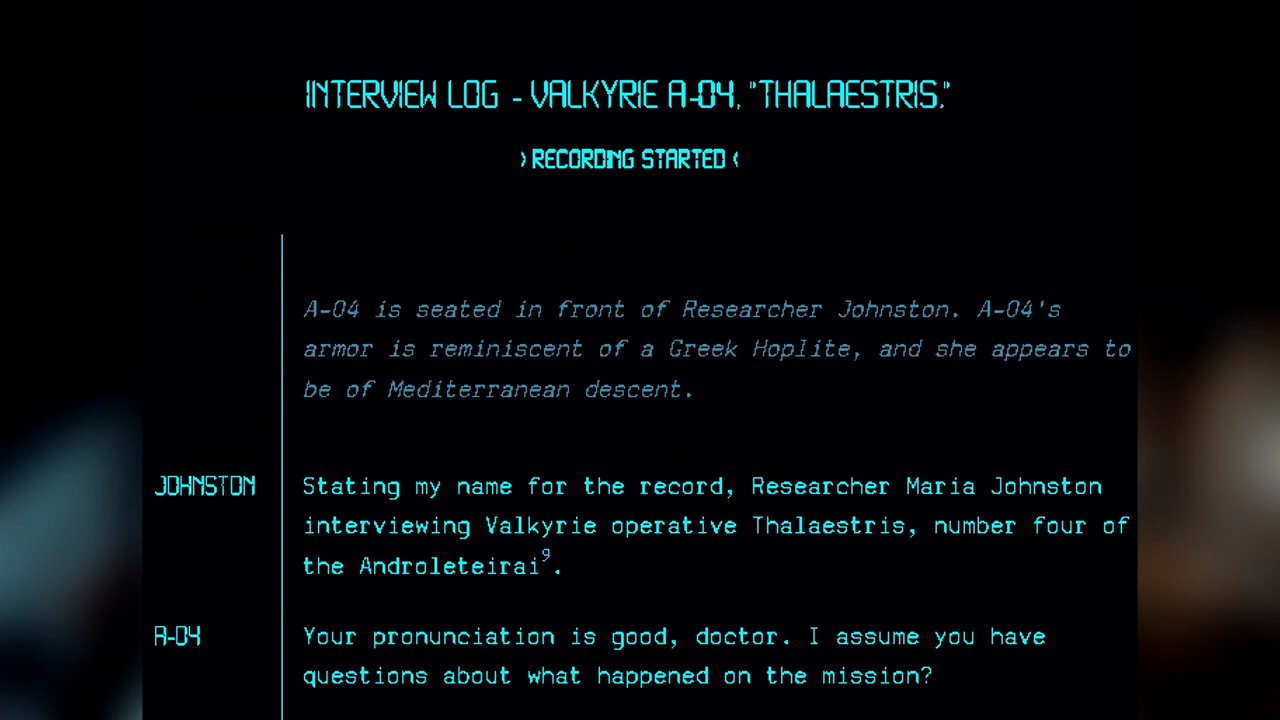 INTERVIEW LOG - VALKYRIE A-04, "THALAESTRIS."
› RECORDING STARTED ‹
A-04 is seated in front of Researcher Johnston. A-04's
armor is reminiscent of a Greek Hoplite, and she appears to
be of Mediterranean descent.
JOHNSTON Stating my name for the record, Researcher Maria Johnston
interviewing Valkyrie operative Thalaestris, number four of
the Androleteirai⁹.
A-04 Your pronunciation is good, doctor. I assume you have
questions about what happened on the mission?